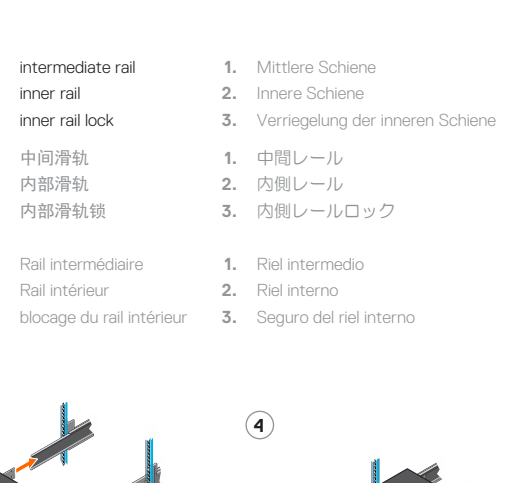 intermediate rail
inner rail
inner rail lock
1. Mittlere Schiene
2. Innere Schiene
3. Verriegelung der inneren Schiene
中间滑轨
内部滑轨
内部滑轨锁
1. 中間レール
2. 内側レール
3. 内側レールロック
Rail intermédiaire
Rail intérieur
blocage du rail intérieur
1. Riel intermedio
2. Riel interno
3. Seguro del riel interno
4